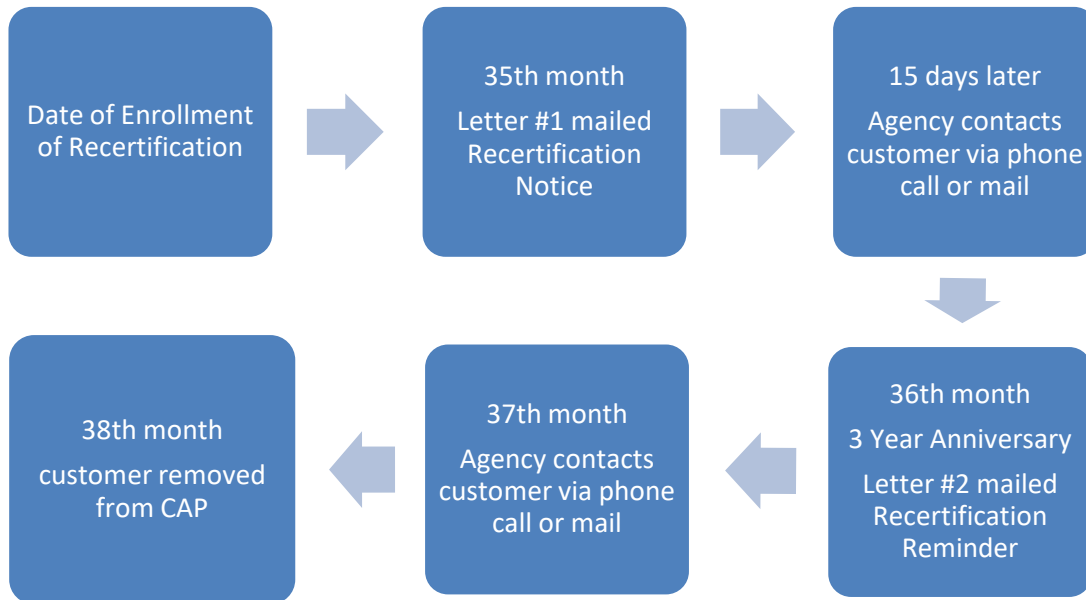 Date of Enrollment
of Recertification
35th month
Letter #1 mailed
Recertification
Notice
15 days later
Agency contacts
customer via phone
call or mail
36th month
3 Year Anniversary
Letter #2 mailed
Recertification
Reminder
37th month
Agency contacts
customer via phone
call or mail
38th month
customer removed
from CAP